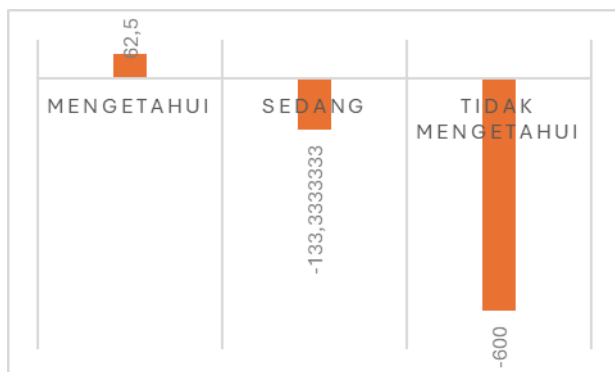 62,5
MENGETAHUI
SEDANG
TIDAK
MENGETAHUI
-133,3333333
-600